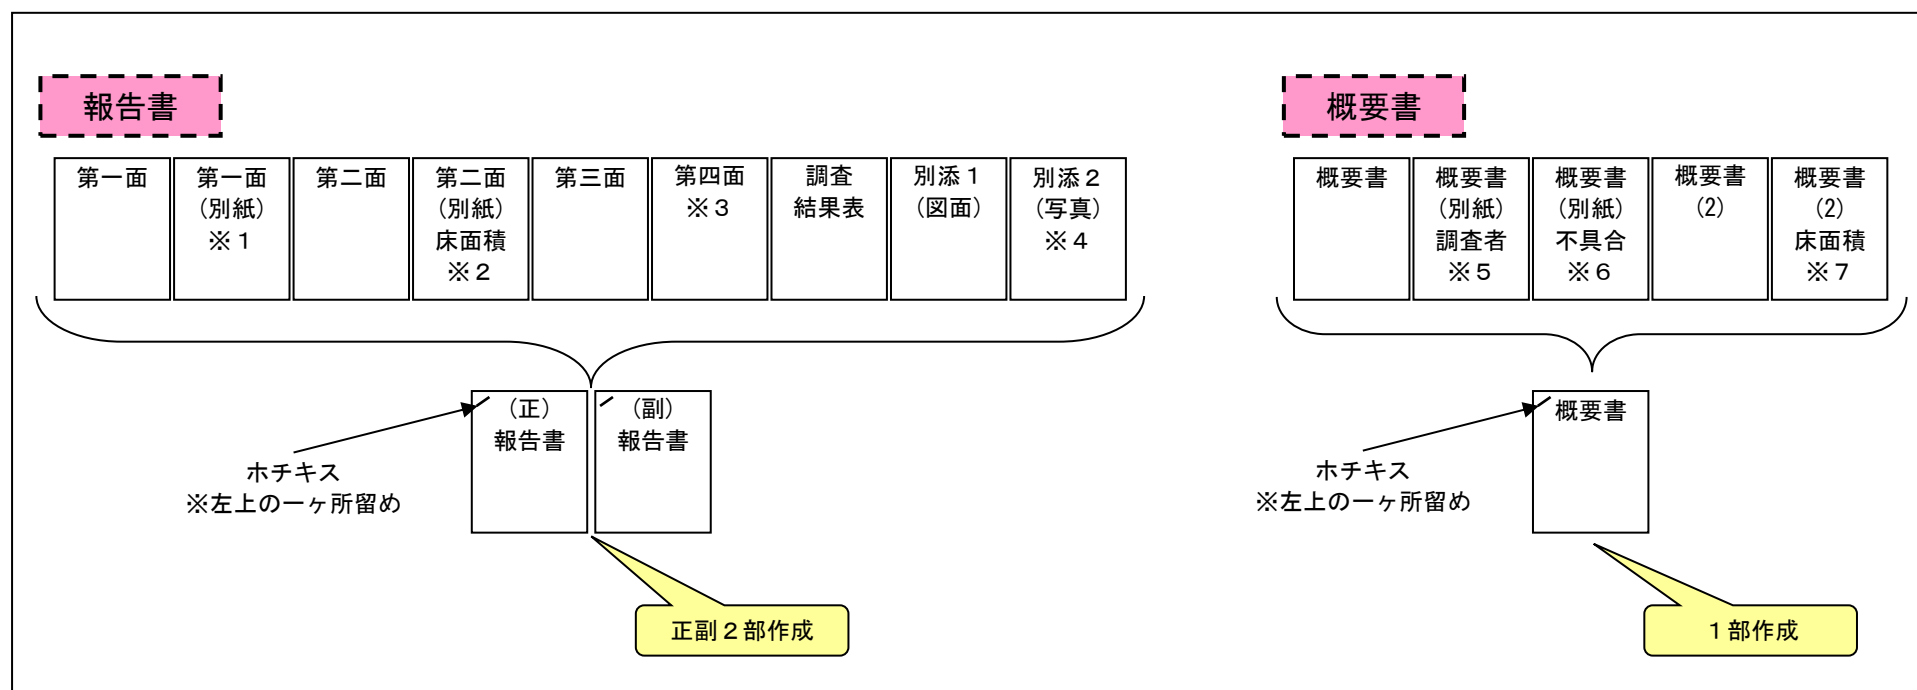 報告書
第一面
第一面
（別紙）
※１
第二面
第二面
（別紙）
床面積
※２
第三面
第四面
※３
調査
結果表
別添１
（図面）
別添２
（写真）
※４
（正）
報告書
（副）
報告書
ホチキス
※左上の一ヶ所留め
正副２部作成
概要書
概要書
概要書
（別紙）
調査者
※５
概要書
（別紙）
不具合
※６
概要書
（2）
概要書
（2）
床面積
※７
概要書
ホチキス
※左上の一ヶ所留め
１部作成